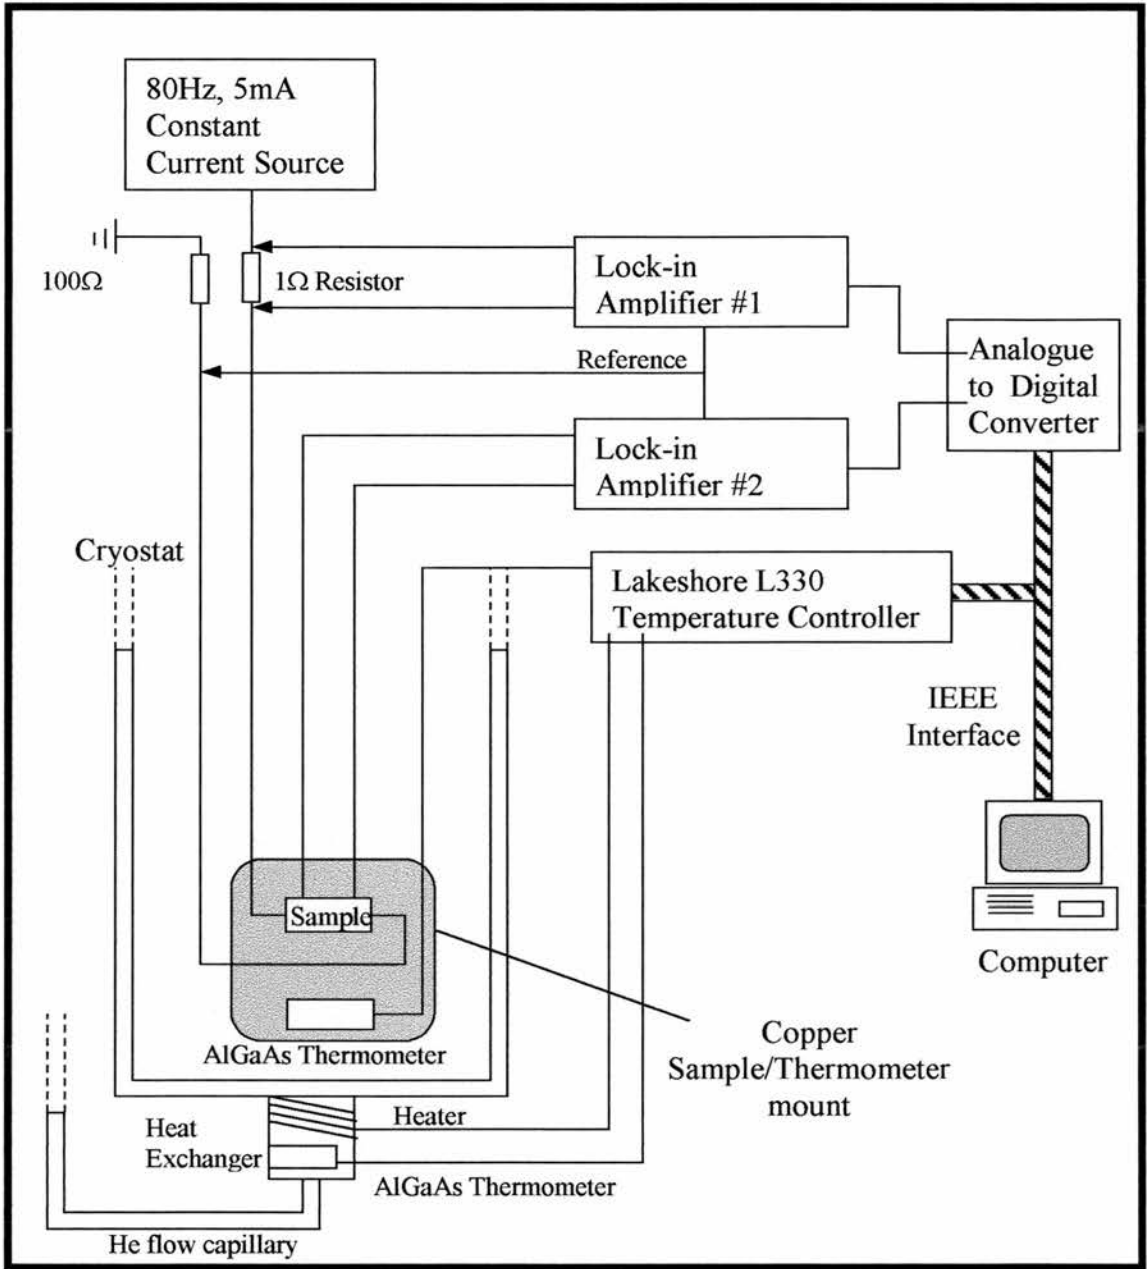 80Hz, 5mA
Constant
Current Source
100Ω
1Ω Resistor
Lock-in
Amplifier #1
Reference
Analogue
to Digital
Converter
Lock-in
Amplifier #2
Cryostat
Lakeshore L330
Temperature Controller
IEEE
Interface
Sample
Computer
AlGaAs Thermometer
Copper
Sample/Thermometer
mount
Heater
Heat
Exchanger
AlGaAs Thermometer
He flow capillary